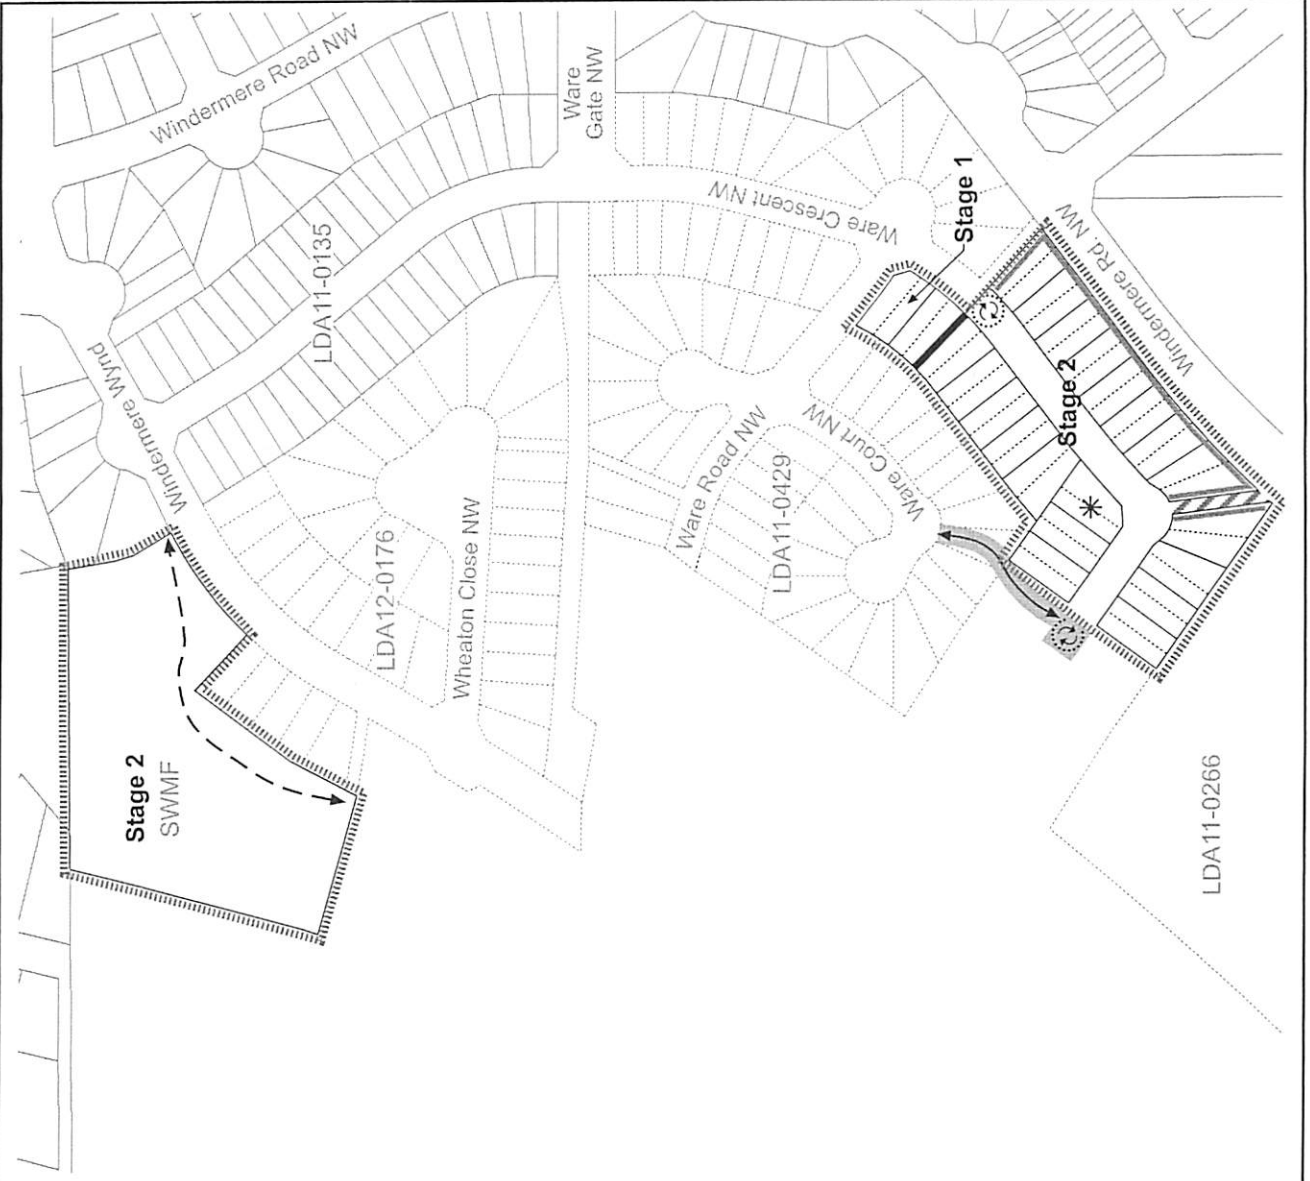 Windermere Road NW
Ware
Gate NW
LDA11-0135
Windermere Wynd
Windermere
Ware Crescent NW
Stage 1
Windermere Rd. NW
Stage 2
Ware Road NW
Ware Court NW
Ware
LDA11-0429
LDA12-0176
Wheaton Close NW
Stage 2
SWMF
LDA11-0266